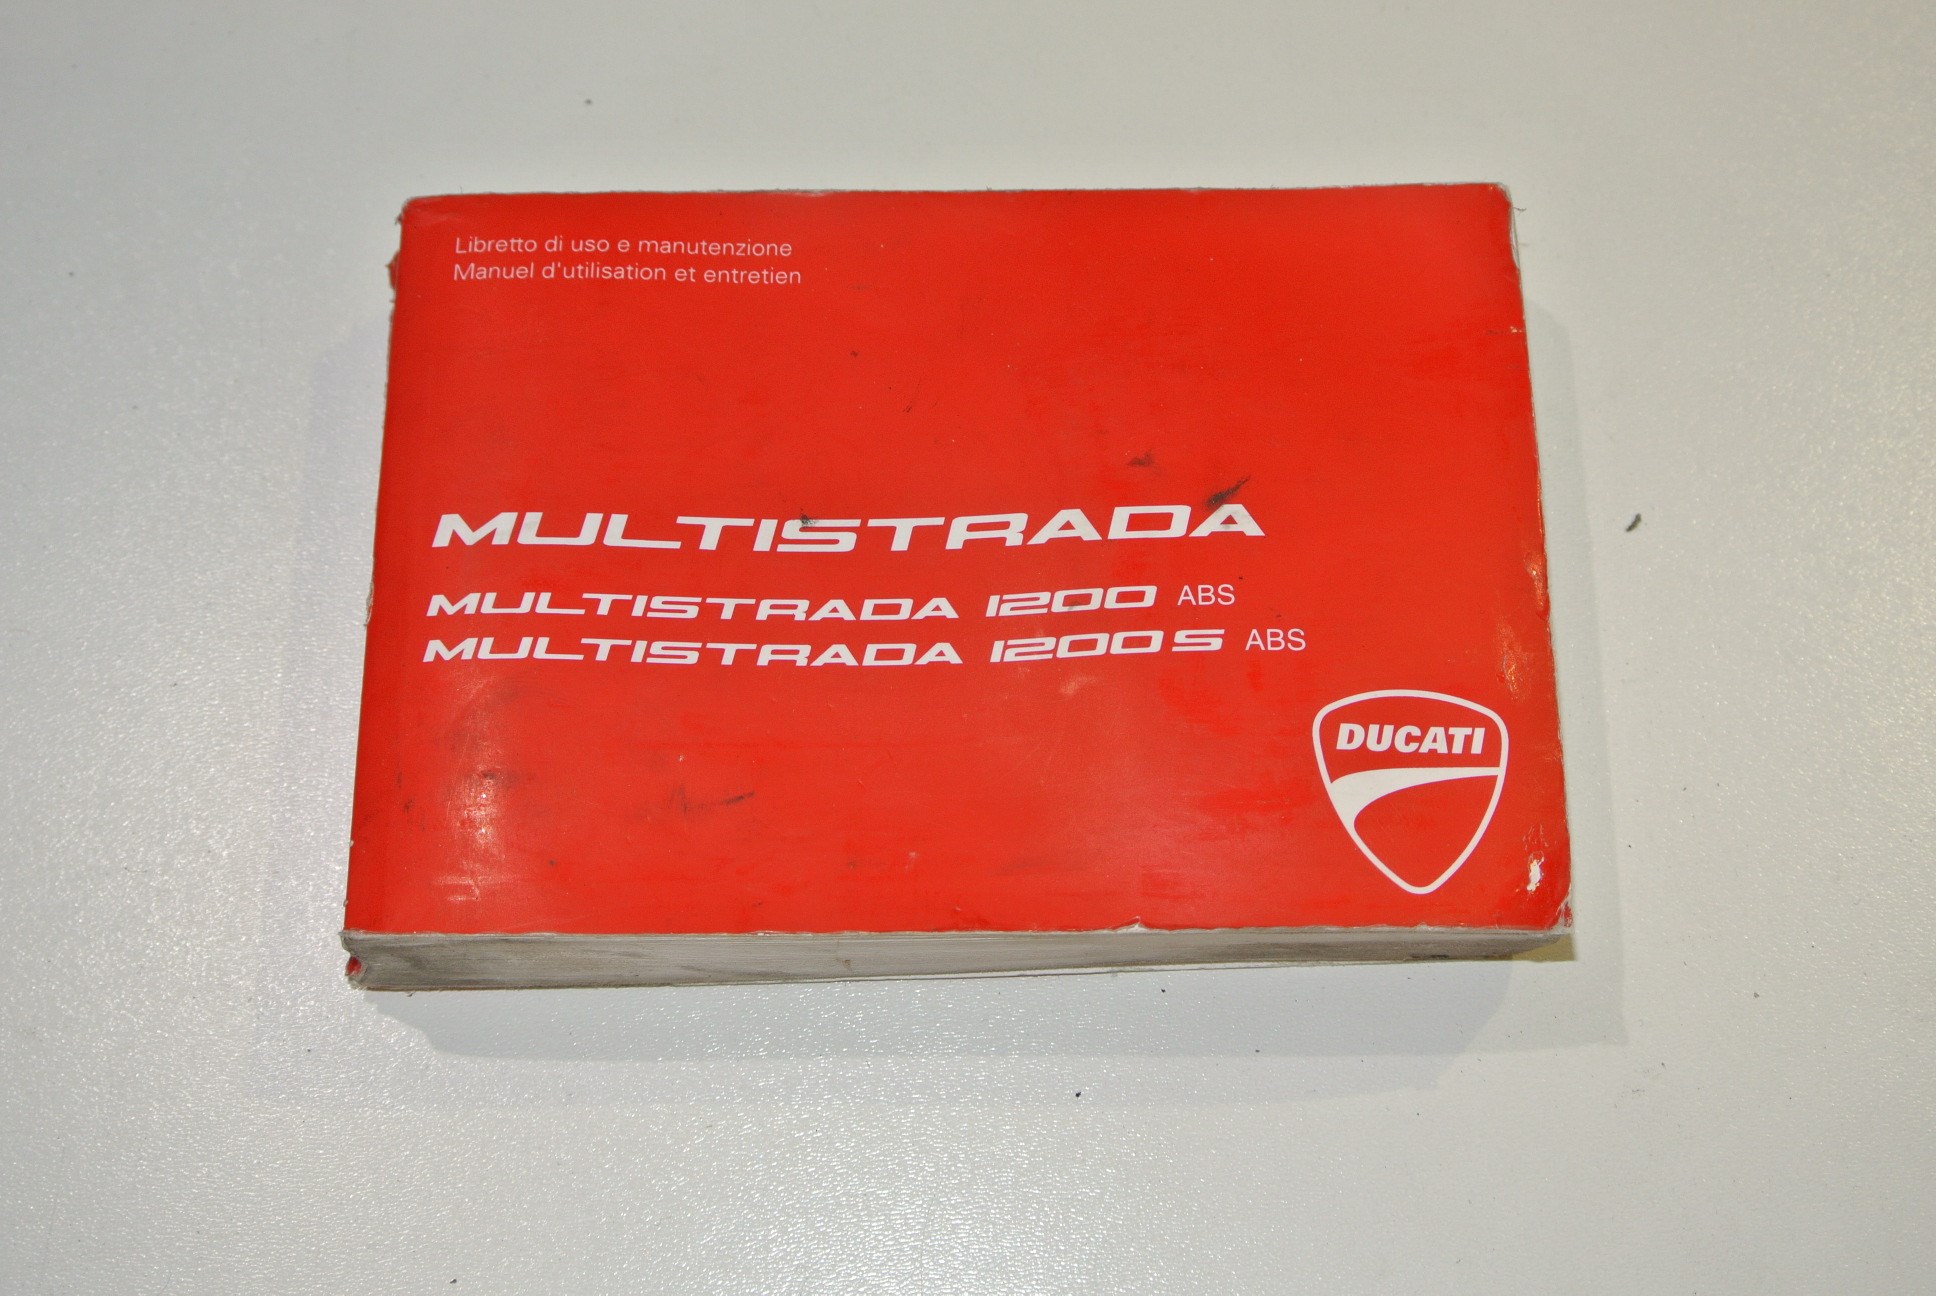 Libretto di uso e manutenzione
Manuel d'utilisation et entretien
MULTISTRADA
MULTISTRADA 1200 ABS
MULTISTRADA 1200 S ABS
DUCATI